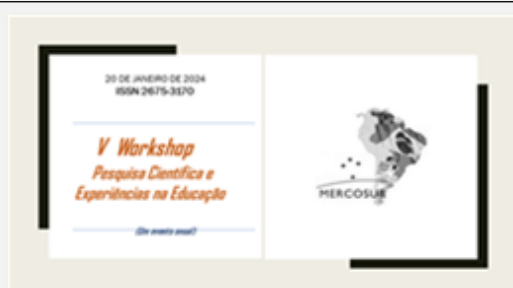 20 DE JANEIRO DE 2024
ISSN 2675-3170
V Workshop
Pesquisa Científica e
Experiências na Educação
(Um evento anual)
MERCOSUR